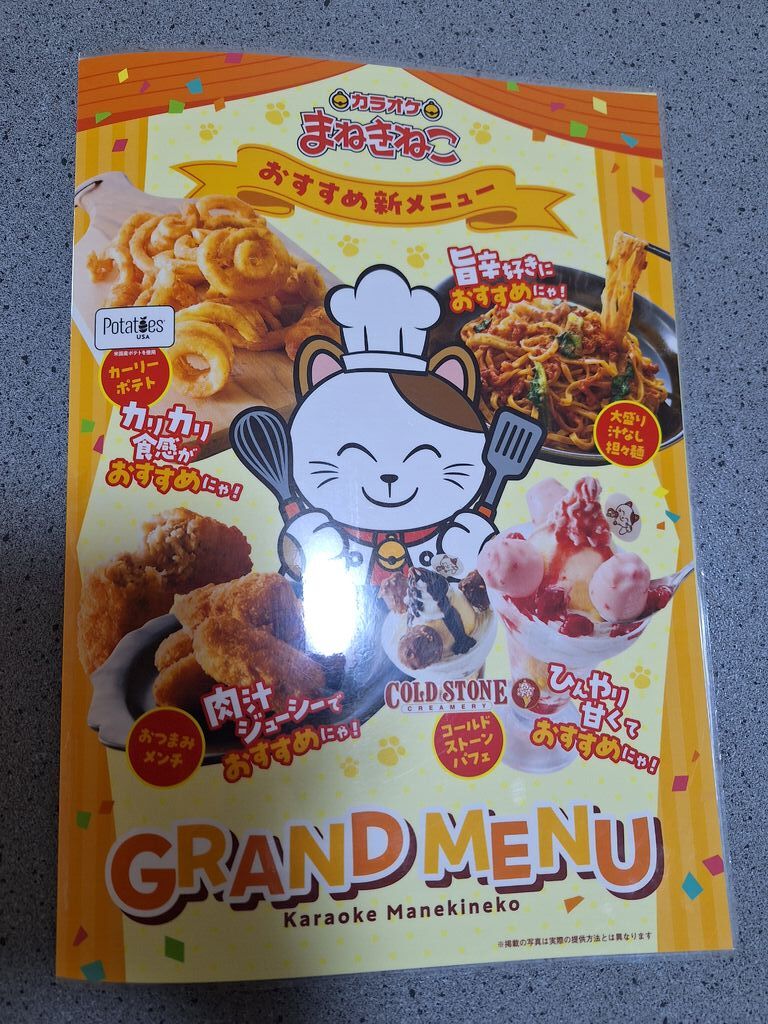 カラオケ
まねきねこ
おすすめ新メニュー
旨辛好きに
おすすめにゃ!
Potatoes
USA
米国産ポテトを使用
カーリー
ポテト
カリカリ
食感が
おすすめにゃ!
大盛り
汁なし
担々麺
肉汁
ジューシーで
おすすめにゃ!
おつまみ
メンチ
COLD STONE
CREAMERY
コールド
ストーン
パフェ
ひんやり
甘くて
おすすめにゃ!
GRAND MENU
Karaoke Manekineko
※掲載の写真は実際の提供方法とは異なります